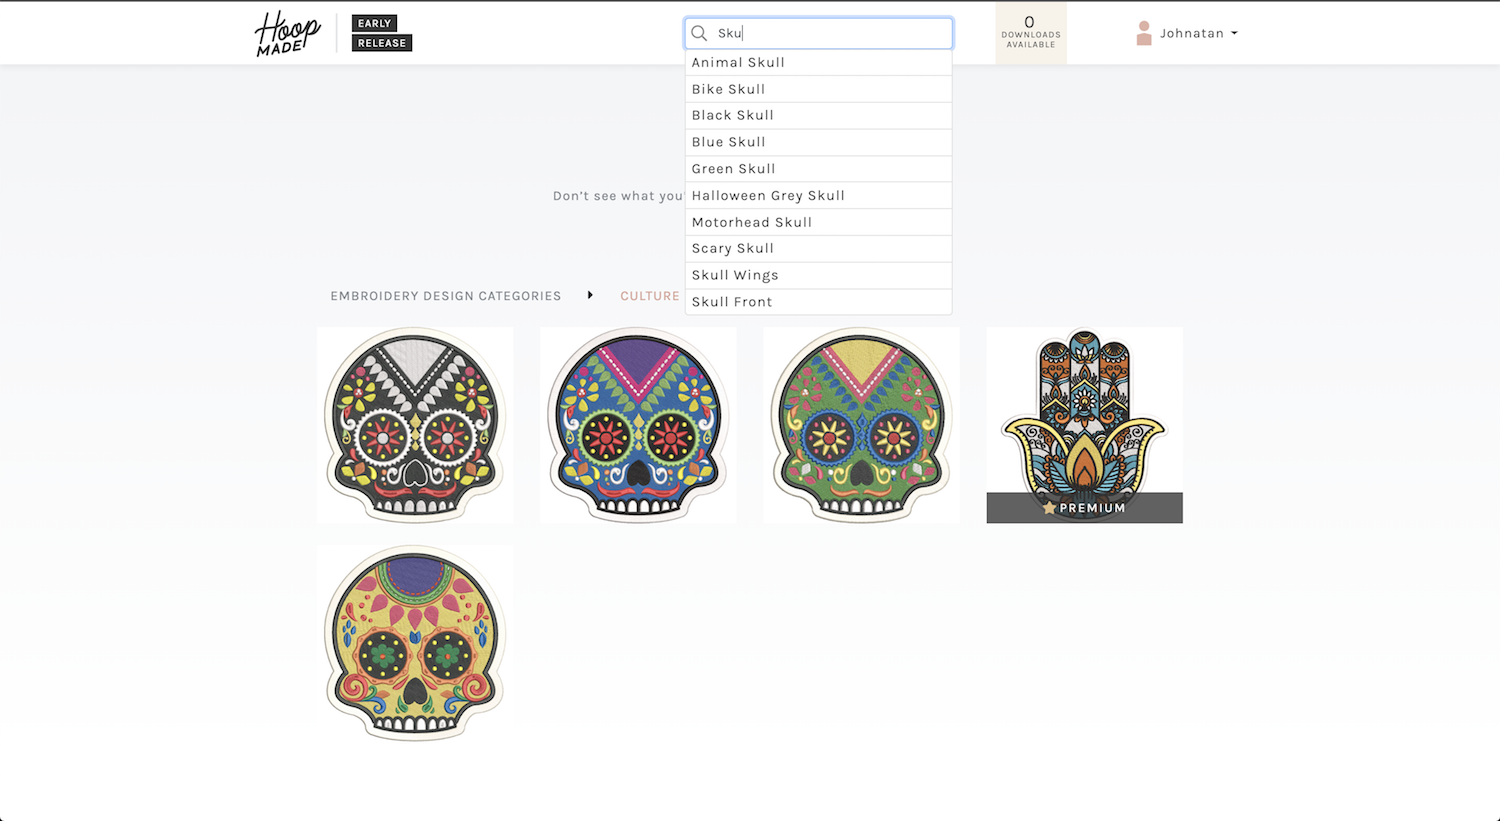 Hoop
MADE
EARLY
RELEASE
Sku
0
DOWNLOADS
AVAILABLE
Johnatan
Animal Skull
Bike Skull
Black Skull
Blue Skull
Green Skull
Halloween Grey Skull
Motorhead Skull
Scary Skull
Skull Wings
Skull Front
Don't see what you'
EMBROIDERY DESIGN CATEGORIES
CULTURE
PREMIUM